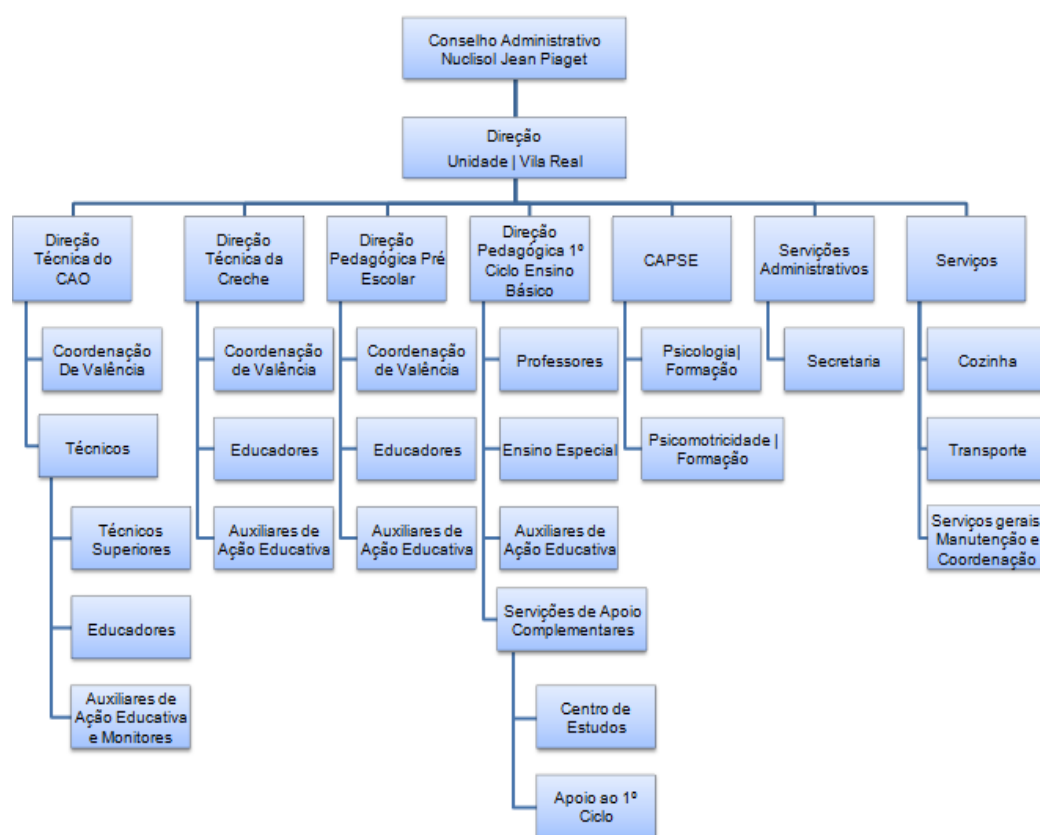 Conselho Administrativo
Nuclisol Jean Piaget
Direção
Unidade | Vila Real
Direção
Técnica do
CAO
Direção
Técnica da
Creche
Direção
Pedagógica Pré
Escolar
Direção
Pedagógica 1º
Ciclo Ensino
Básico
CAPSE
Servições
Administrativos
Serviços
Coordenação
De Valência
Coordenação
de Valência
Coordenação
de Valência
Professores
Psicologia|
Formação
Secretaria
Cozinha
Técnicos
Educadores
Educadores
Ensino Especial
Psicomotricidade |
Formação
Transporte
Técnicos
Superiores
Auxiliares de
Ação Educativa
Auxiliares de
Ação Educativa
Auxiliares de
Ação Educativa
Serviços gerais
Manutenção e
Coordenação
Educadores
Servições de Apoio
Complementares
Auxiliares de
Ação Educativa
e Monitores
Centro de
Estudos
Apoio ao 1º
Ciclo